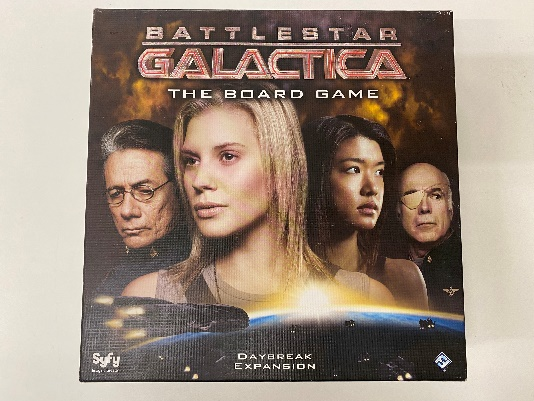 BATTLESTAR
GALACTICA
THE BOARD GAME
Syfy
DAYBREAK
EXPANSION